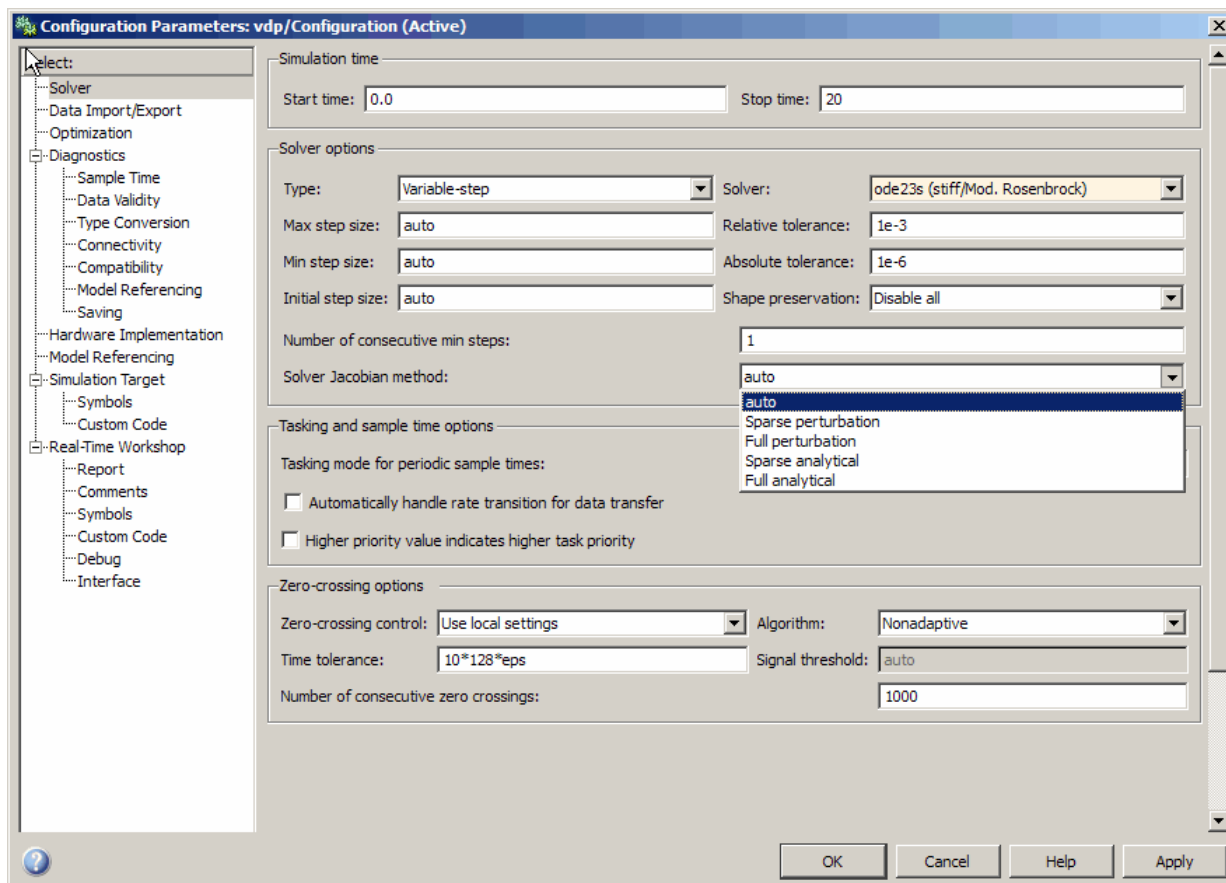 Configuration Parameters: vdp/Configuration (Active)
elect:
Solver
Data Import/Export
Optimization
Diagnostics
Sample Time
Data Validity
Type Conversion
Connectivity
Compatibility
Model Referencing
Saving
Hardware Implementation
Model Referencing
Simulation Target
Symbols
Custom Code
Real-Time Workshop
Report
Comments
Symbols
Custom Code
Debug
Interface
Simulation time
Start time: 0.0 Stop time: 20
Solver options
Type: Variable-step Solver: ode23s (stiff/Mod. Rosenbrock)
Max step size: auto Relative tolerance: 1e-3
Min step size: auto Absolute tolerance: 1e-6
Initial step size: auto Shape preservation: Disable all
Number of consecutive min steps: 1
Solver Jacobian method: auto
auto
Sparse perturbation
Full perturbation
Sparse analytical
Full analytical
Tasking and sample time options
Tasking mode for periodic sample times:
Automatically handle rate transition for data transfer
Higher priority value indicates higher task priority
Zero-crossing options
Zero-crossing control: Use local settings Algorithm: Nonadaptive
Time tolerance: 10*128*eps Signal threshold: auto
Number of consecutive zero crossings: 1000
OK Cancel Help Apply